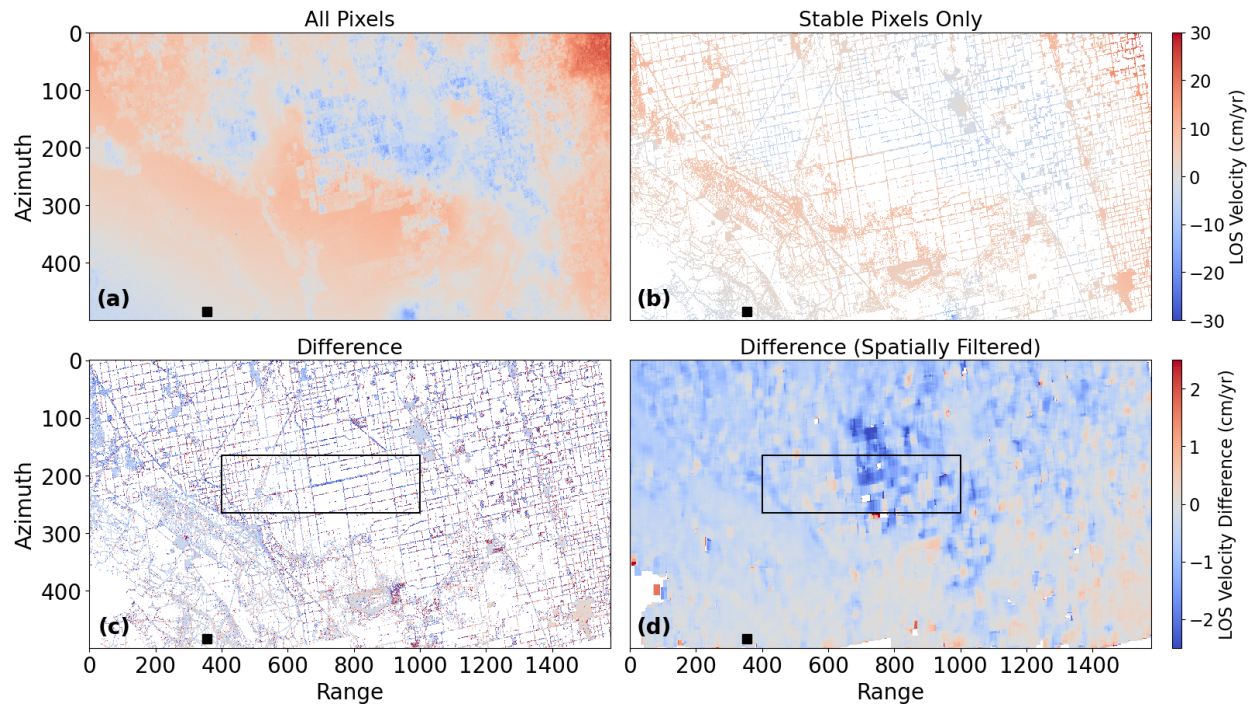 All Pixels
Stable Pixels Only
0
100
200
300
400
Azimuth
(a)
(b)
30
20
10
0
−10
−20
−30
LOS Velocity (cm/yr)
Difference
Difference (Spatially Filtered)
0
100
200
300
400
Azimuth
(c)
(d)
2
1
0
−1
−2
LOS Velocity Difference (cm/yr)
0 200 400 600 800 1000 1200 1400
0 200 400 600 800 1000 1200 1400
Range
Range